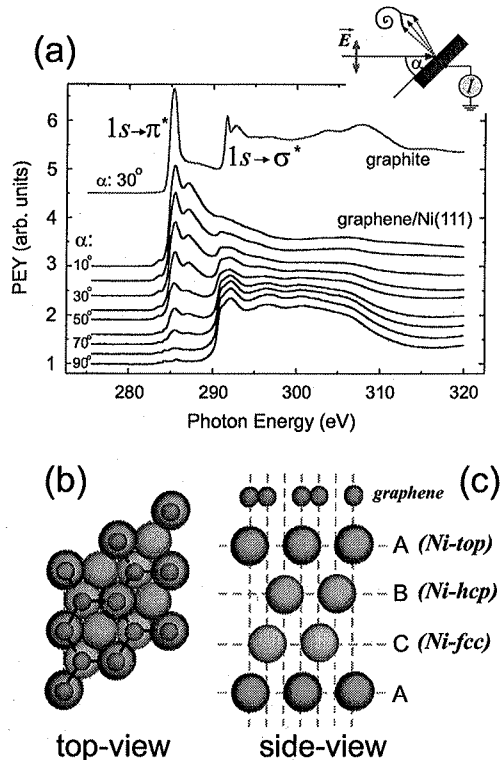 (a)
E
α
I
6
5
4
3
2
1
PEY (arb. units)
1s→π*
1s→σ*
graphite
α: 30°
graphene/Ni(111)
α:
10°
30°
50°
70°
90°
280
290
300
310
320
Photon Energy (eV)
(b)
(c)
graphene
A (Ni-top)
B (Ni-hcp)
C (Ni-fcc)
A
top-view
side-view